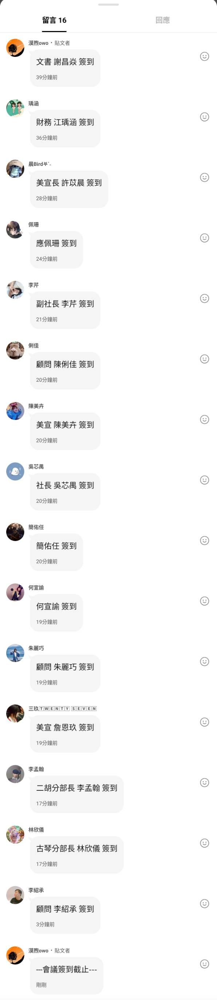 留言 16
回應
漠煦owo・貼文者
文書 謝昌焱 簽到
39分鐘前
瑀涵
財務 江瑀涵 簽到
36分鐘前
晨Bird⛧´-
美宣長 許苡晨 簽到
28分鐘前
佩珊
應佩珊 簽到
24分鐘前
李芹
副社長 李芹 簽到
21分鐘前
俐佳
顧問 陳俐佳 簽到
20分鐘前
陳美卉
美宣 陳美卉 簽到
20分鐘前
吳芯禺
社長 吳芯禺 簽到
20分鐘前
簡佑任
簡佑任 簽到
20分鐘前
何宣諭
何宣諭 簽到
19分鐘前
朱麗巧
顧問 朱麗巧 簽到
19分鐘前
三玖🅃🅆🄴🄽🅃🅈 🅂🄴🅅🄴🄽
美宣 詹恩玖 簽到
19分鐘前
李孟翰
二胡分部長 李孟翰 簽到
17分鐘前
林欣儀
古琴分部長 林欣儀 簽到
17分鐘前
李紹承
顧問 李紹承 簽到
3分鐘前
漠煦owo・貼文者
---會議簽到截止---
剛剛